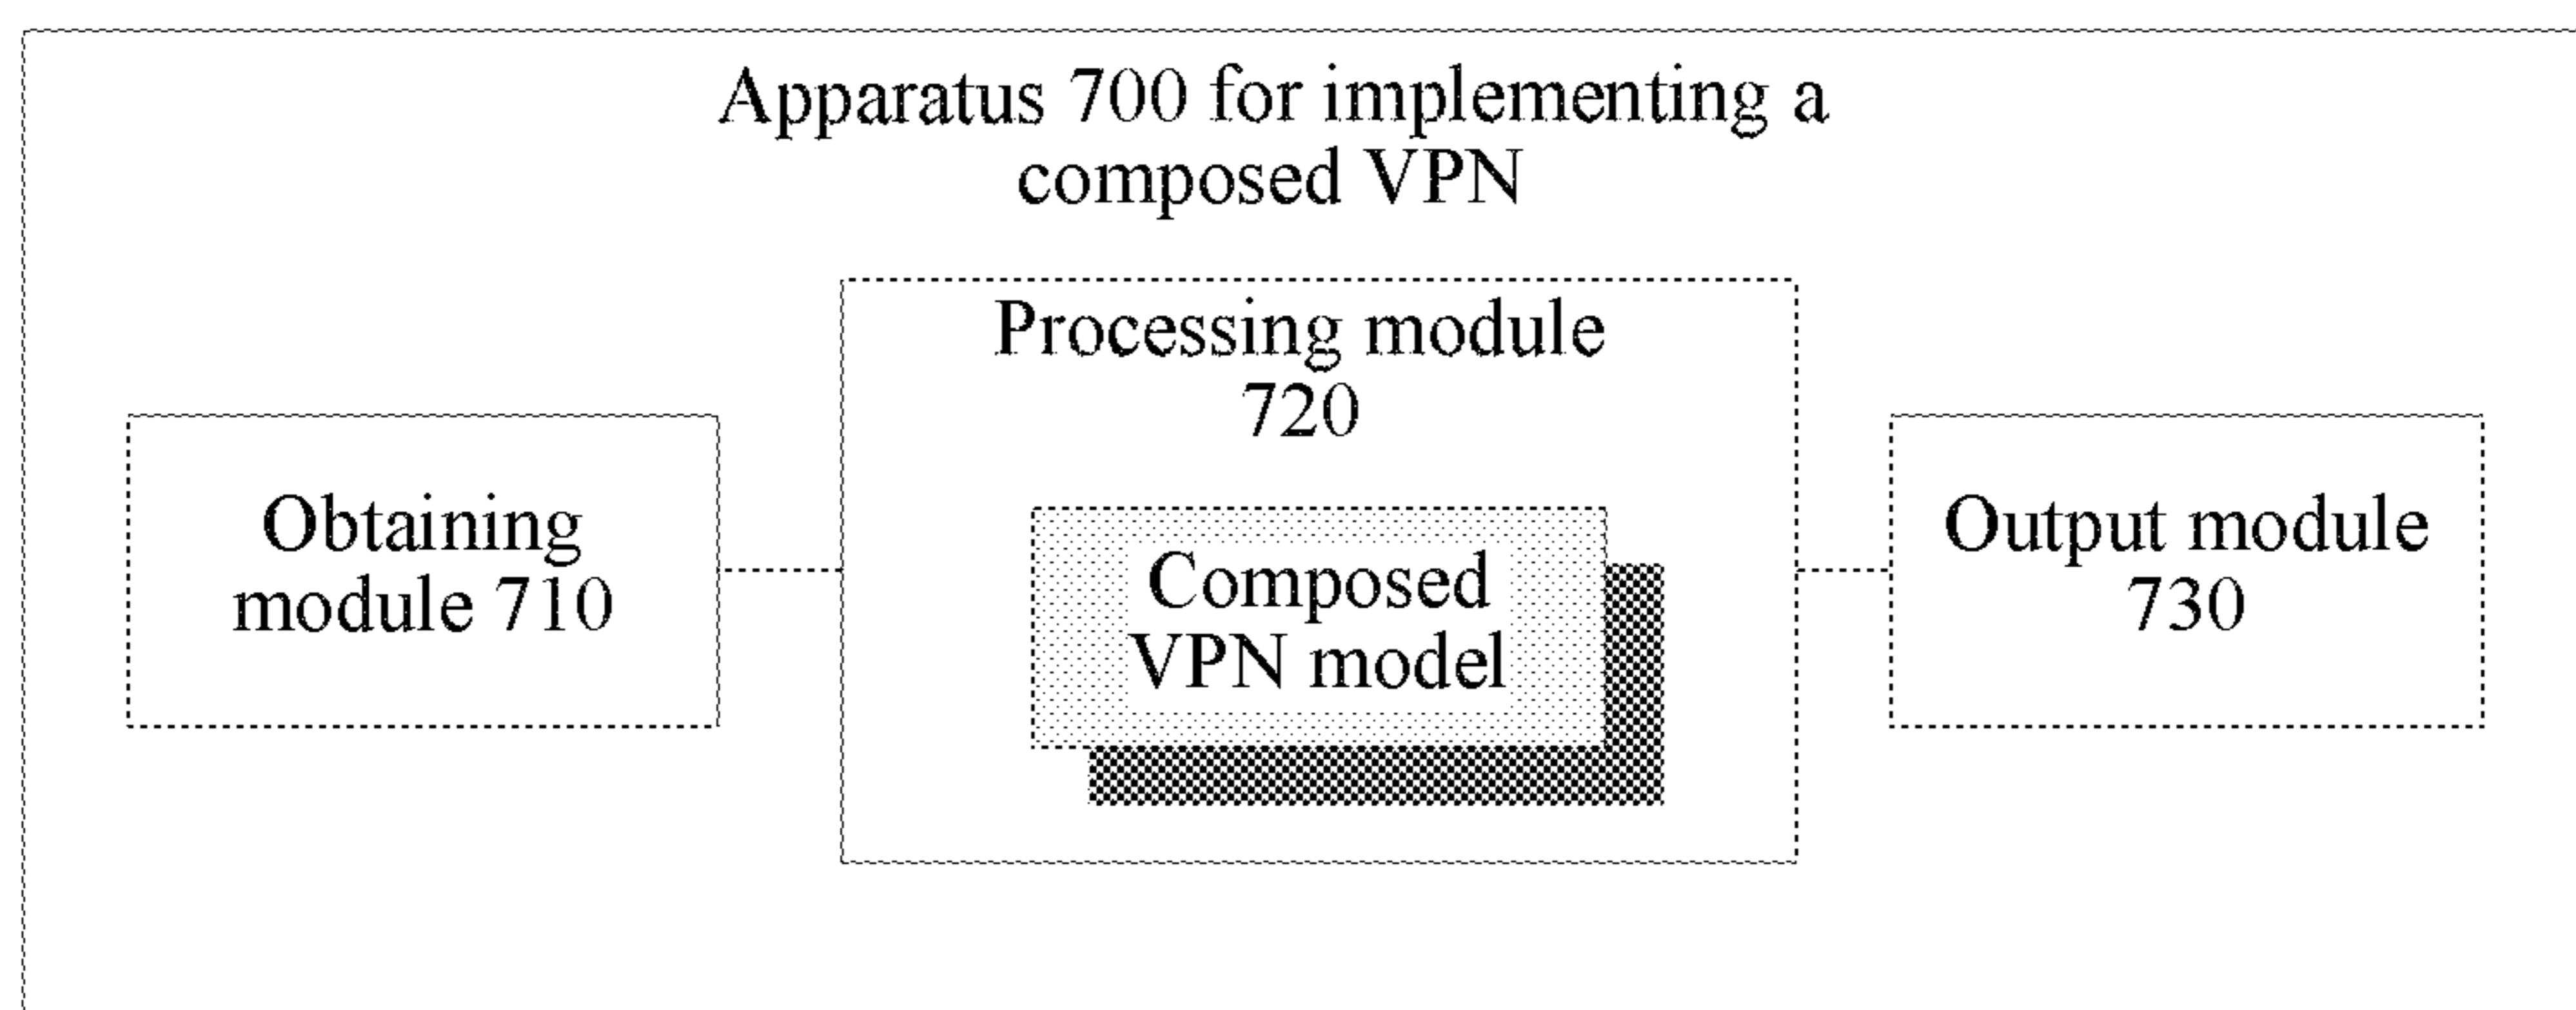 Apparatus 700 for implementing a
composed VPN
Processing module
720
Obtaining
module 710
Composed
VPN model
Output module
730